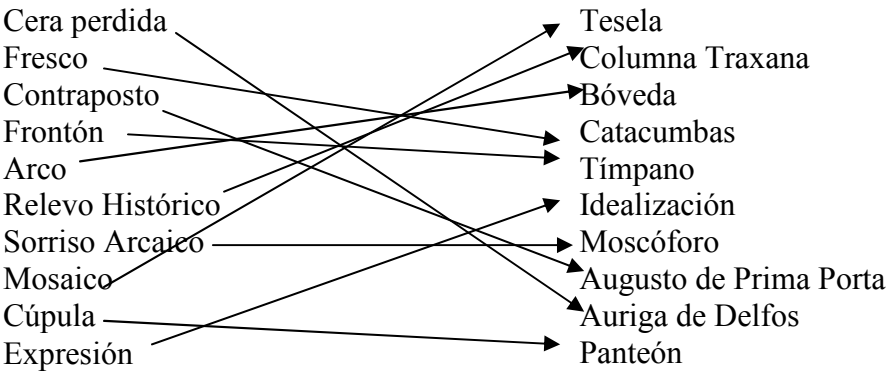 Cera perdida Tesela
Fresco Columna Traxana
Contraposto Bóveda
Frontón Catacumbas
Arco Tímpano
Relevo Histórico Idealización
Sorriso Arcaico Moscóforo
Mosaico Augusto de Prima Porta
Cúpula Auriga de Delfos
Expresión Panteón